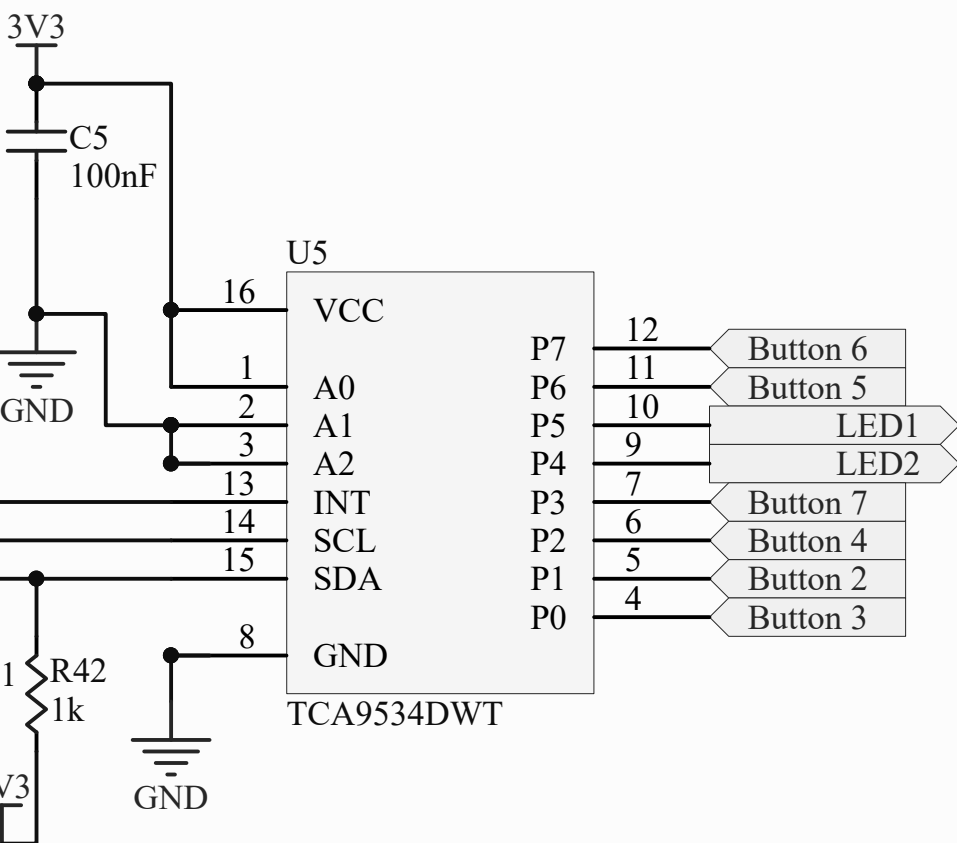 3V3
C5
100nF
GND
U5
16 VCC
1 A0
2 A1
3 A2
13 INT
14 SCL
15 SDA
8 GND
P7 12 Button 6
P6 11 Button 5
P5 10 LED1
P4 9 LED2
P3 7 Button 7
P2 6 Button 4
P1 5 Button 2
P0 4 Button 3
TCA9534DWT
1
R42
1k
GND
V3